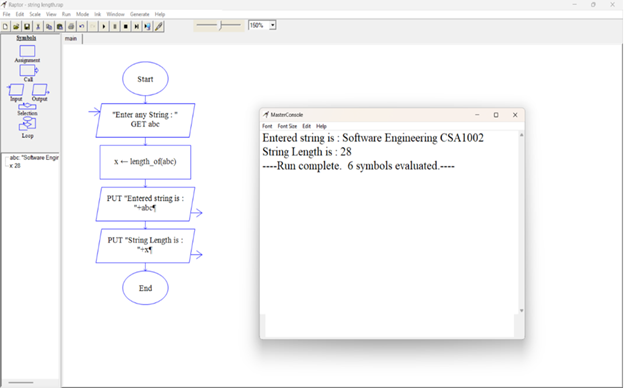 Raptor - string length.rap
File Edit Scale View Run Mode Ink Window Generate Help
150%
Symbols
main
Assignment
Call
Input Output
Selection
Loop
abc: "Software Engir
x: 28
Start
"Enter any String : "
GET abc
x ← length_of(abc)
PUT "Entered string is :
"+abc¶
PUT "String Length is :
"+x¶
End
MasterConsole
Font Font Size Edit Help
Entered string is : Software Engineering CSA1002
String Length is : 28
----Run complete. 6 symbols evaluated.----